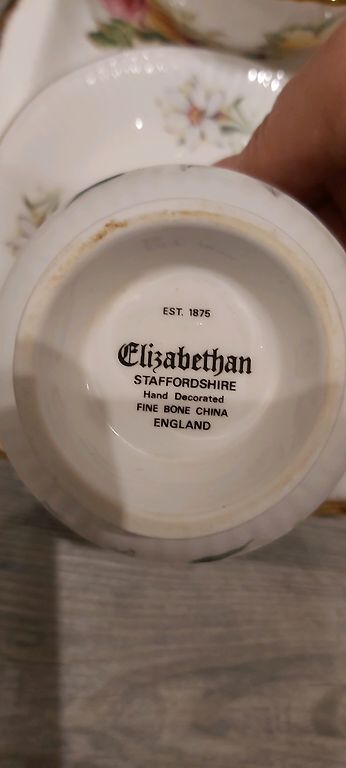 EST. 1875
Elizabethan
STAFFORDSHIRE
Hand Decorated
FINE BONE CHINA
ENGLAND